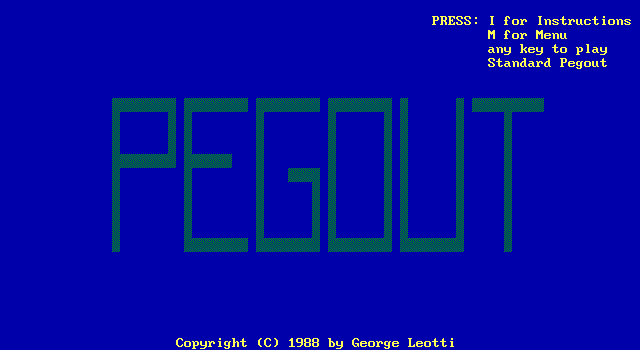 PRESS: I for Instructions
M for Menu
any key to play
Standard Pegout
PEGOUT
Copyright (C) 1988 by George Leotti